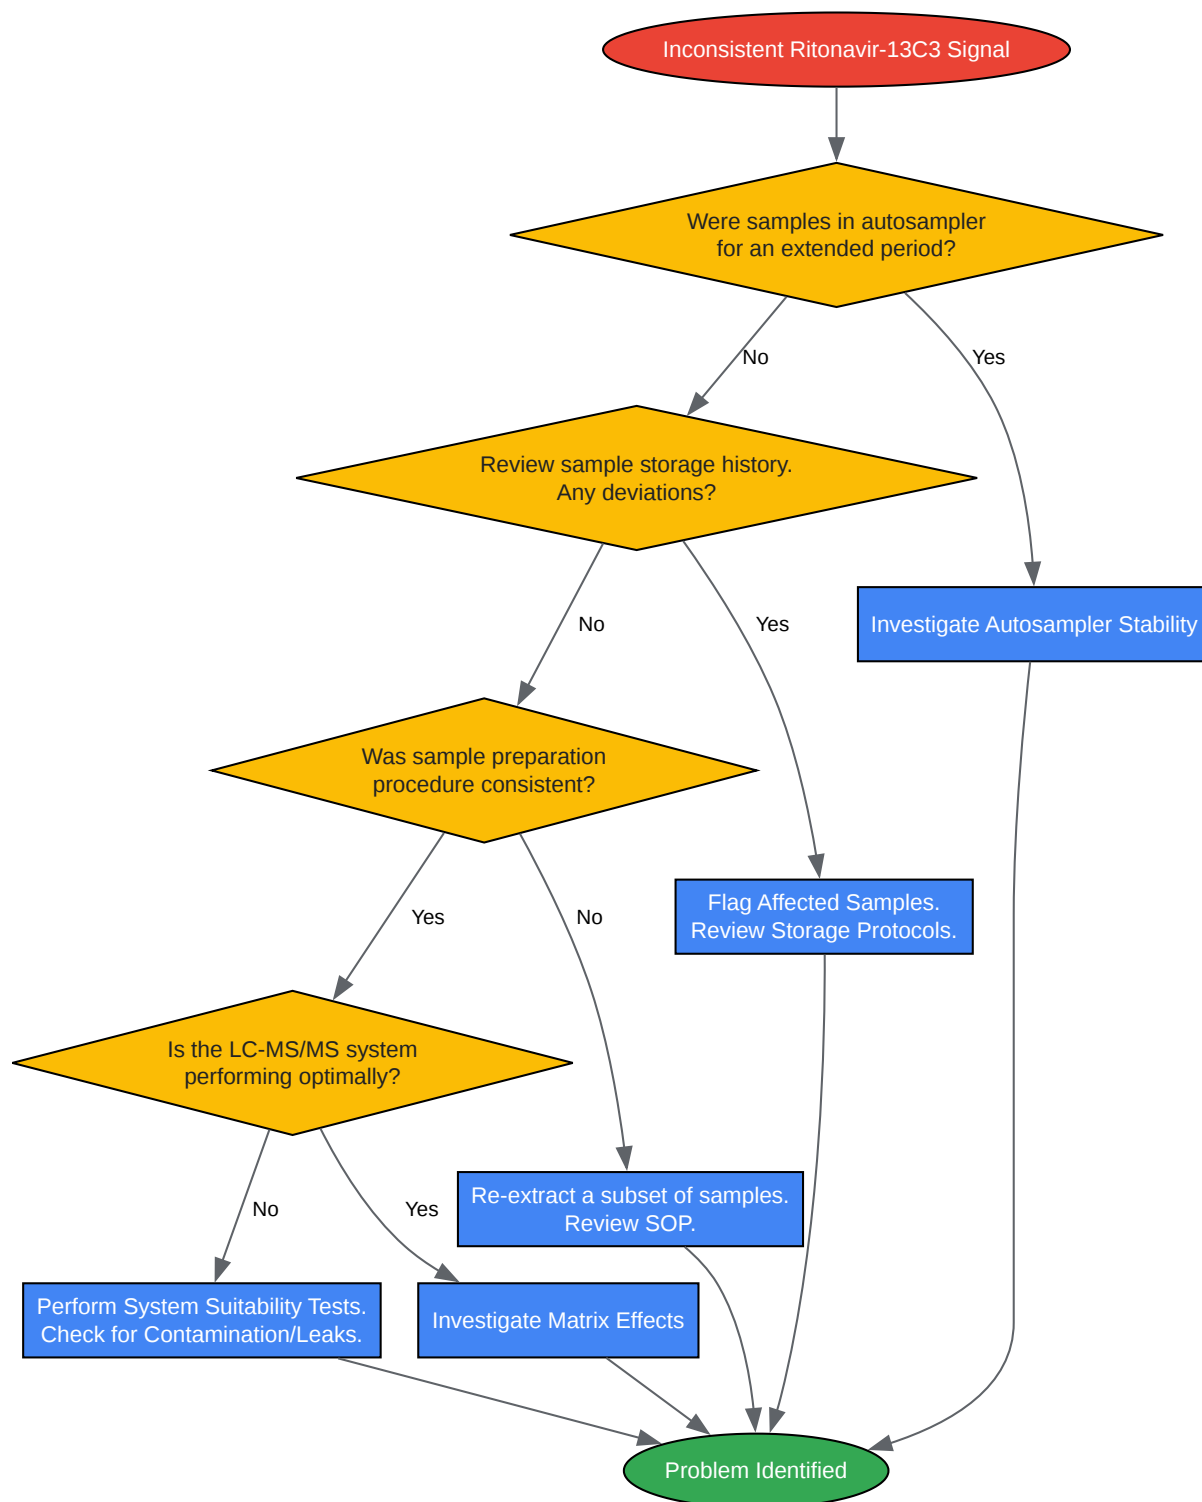 Inconsistent Ritonavir-13C3 Signal
Were samples in autosampler
for an extended period?
No
Yes
Review sample storage history.
Any deviations?
Investigate Autosampler Stability
No
Yes
Was sample preparation
procedure consistent?
Flag Affected Samples.
Review Storage Protocols.
Yes
No
Is the LC-MS/MS system
performing optimally?
Re-extract a subset of samples.
Review SOP.
No
Yes
Perform System Suitability Tests.
Check for Contamination/Leaks.
Investigate Matrix Effects
Problem Identified